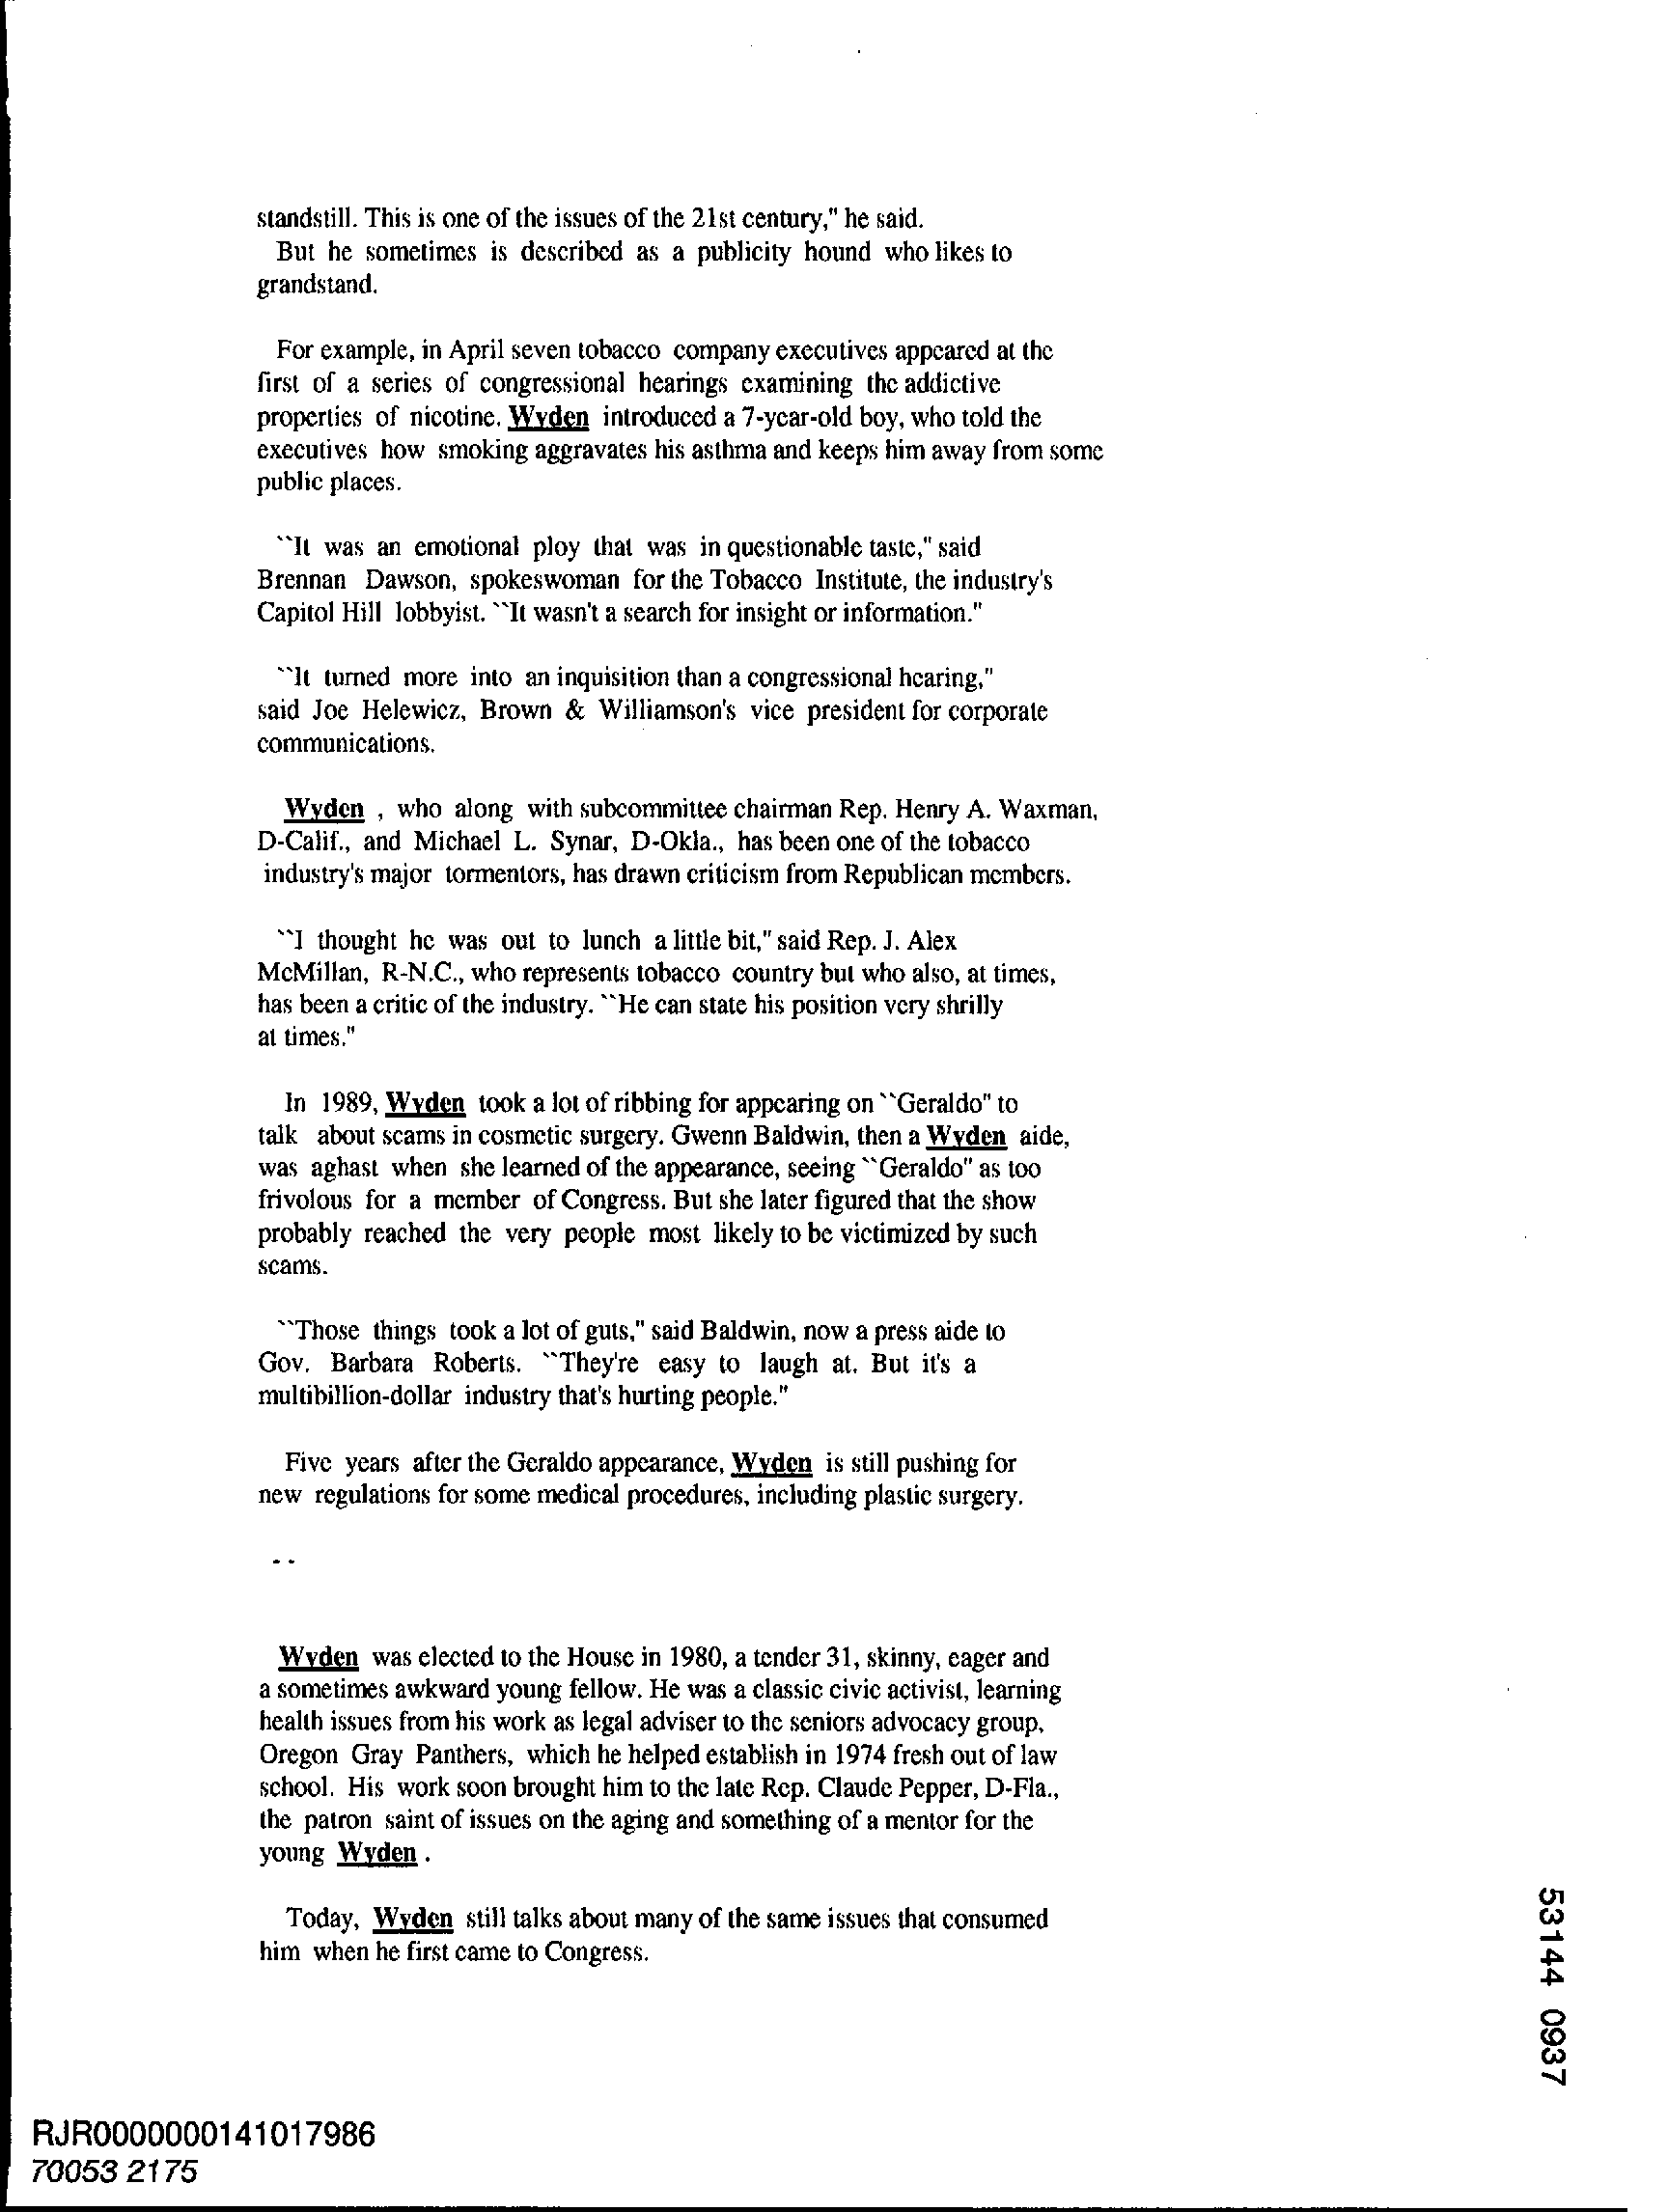 standstill. This is one of the issues of the 21st century," he said.
But he sometimes is described as a publicity hound who likes to
grandstand.
For example, in April seven tobacco company executives appeared at the
first of a series of congressional hearings examining the addictive
properties of nicotine. Wyden introduced a 7-year-old boy, who told the
executives how smoking aggravates his asthma and keeps him away from some
public places.
``It was an emotional ploy that was in questionable taste," said
Brennan Dawson, spokeswoman for the Tobacco Institute, the industry's
Capitol Hill lobbyist. ``It wasn't a search for insight or information."
``It turned more into an inquisition than a congressional hearing,"
said Joe Helewicz, Brown & Williamson's vice president for corporate
communications.
Wyden , who along with subcommittee chairman Rep. Henry A. Waxman,
D-Calif., and Michael L. Synar, D-Okla., has been one of the tobacco
industry's major tormentors, has drawn criticism from Republican members.
``I thought he was out to lunch a little bit," said Rep. J. Alex
McMillan, R-N.C., who represents tobacco country but who also, at times,
has been a critic of the industry. ``He can state his position very shrilly
at times."
In 1989, Wyden took a lot of ribbing for appearing on ``Geraldo" to
talk about scams in cosmetic surgery. Gwenn Baldwin, then a Wyden aide,
was aghast when she learned of the appearance, seeing ``Geraldo" as too
frivolous for a member of Congress. But she later figured that the show
probably reached the very people most likely to be victimized by such
scams.
``Those things took a lot of guts," said Baldwin, now a press aide to
Gov. Barbara Roberts. ``They're easy to laugh at. But it's a
multibillion-dollar industry that's hurting people."
Five years after the Geraldo appearance, Wyden is still pushing for
new regulations for some medical procedures, including plastic surgery.
- -
Wyden was elected to the House in 1980, a tender 31, skinny, eager and
a sometimes awkward young fellow. He was a classic civic activist, learning
health issues from his work as legal adviser to the seniors advocacy group,
Oregon Gray Panthers, which he helped establish in 1974 fresh out of law
school. His work soon brought him to the late Rep. Claude Pepper, D-Fla.,
the patron saint of issues on the aging and something of a mentor for the
young Wyden .
Today, Wyden still talks about many of the same issues that consumed
him when he first came to Congress.
53144 0937
RJR0000000141017986
70053 2175